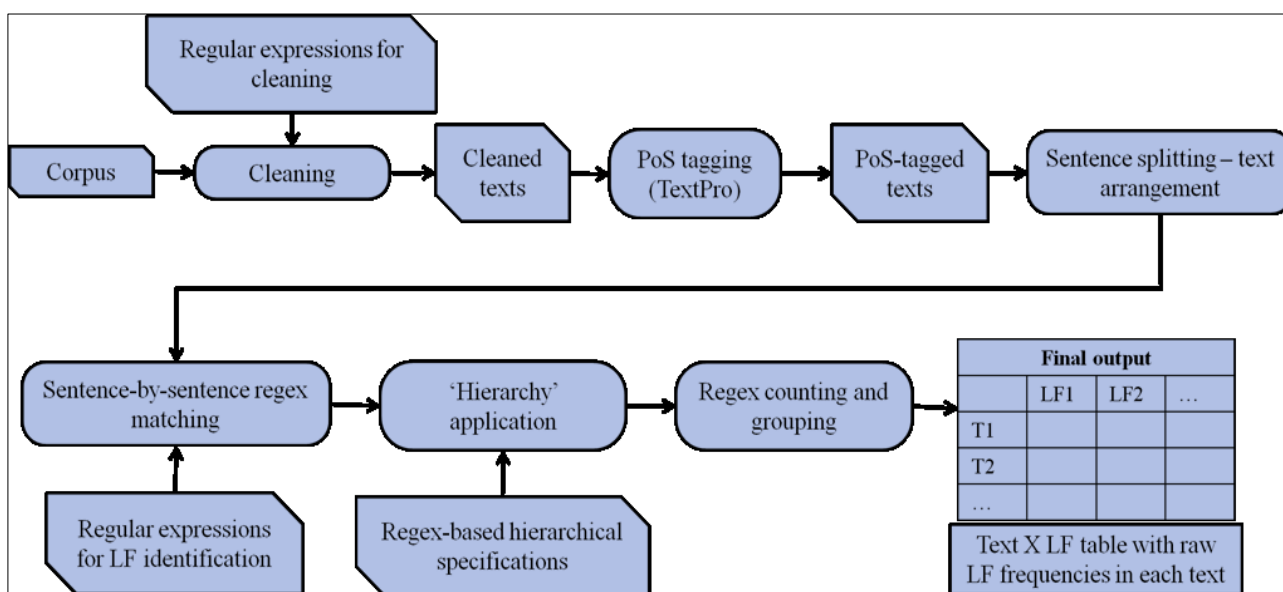 Regular expressions for
cleaning
Corpus
Cleaning
Cleaned
texts
PoS tagging
(TextPro)
PoS-tagged
texts
Sentence splitting – text
arrangement
Sentence-by-sentence regex
matching
‘Hierarchy’
application
Regex counting and
grouping
Final output
LF1 LF2 …
T1
T2
…
Regular expressions
for LF identification
Regex-based hierarchical
specifications
Text X LF table with raw
LF frequencies in each text